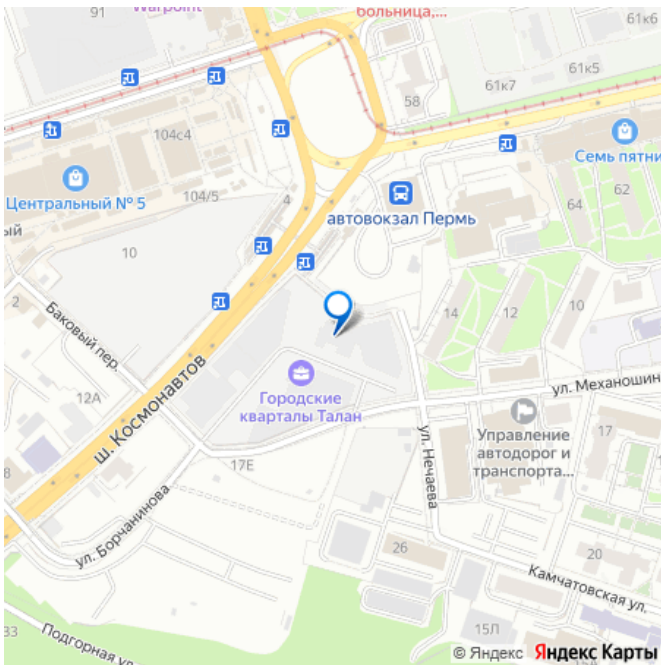 91
Warpoint
больница,...
61к6
61к5
61к7
58
104с4
Семь пятни
Центральный № 5
104/5
4
автовокзал Пермь
64
62
ый
10
2
Баковый пер.
14
12
10
ш. Космонавтов
Городские
кварталы Талан
12А
ул. Механошин
Управление
автодорог и
транспорта...
17
ул. Нечаева
17Е
8
ул. Борчанинова
26
20
Камчатовская ул.
33
Подгорная ул
15Л
© Яндекс Яндекс Карты